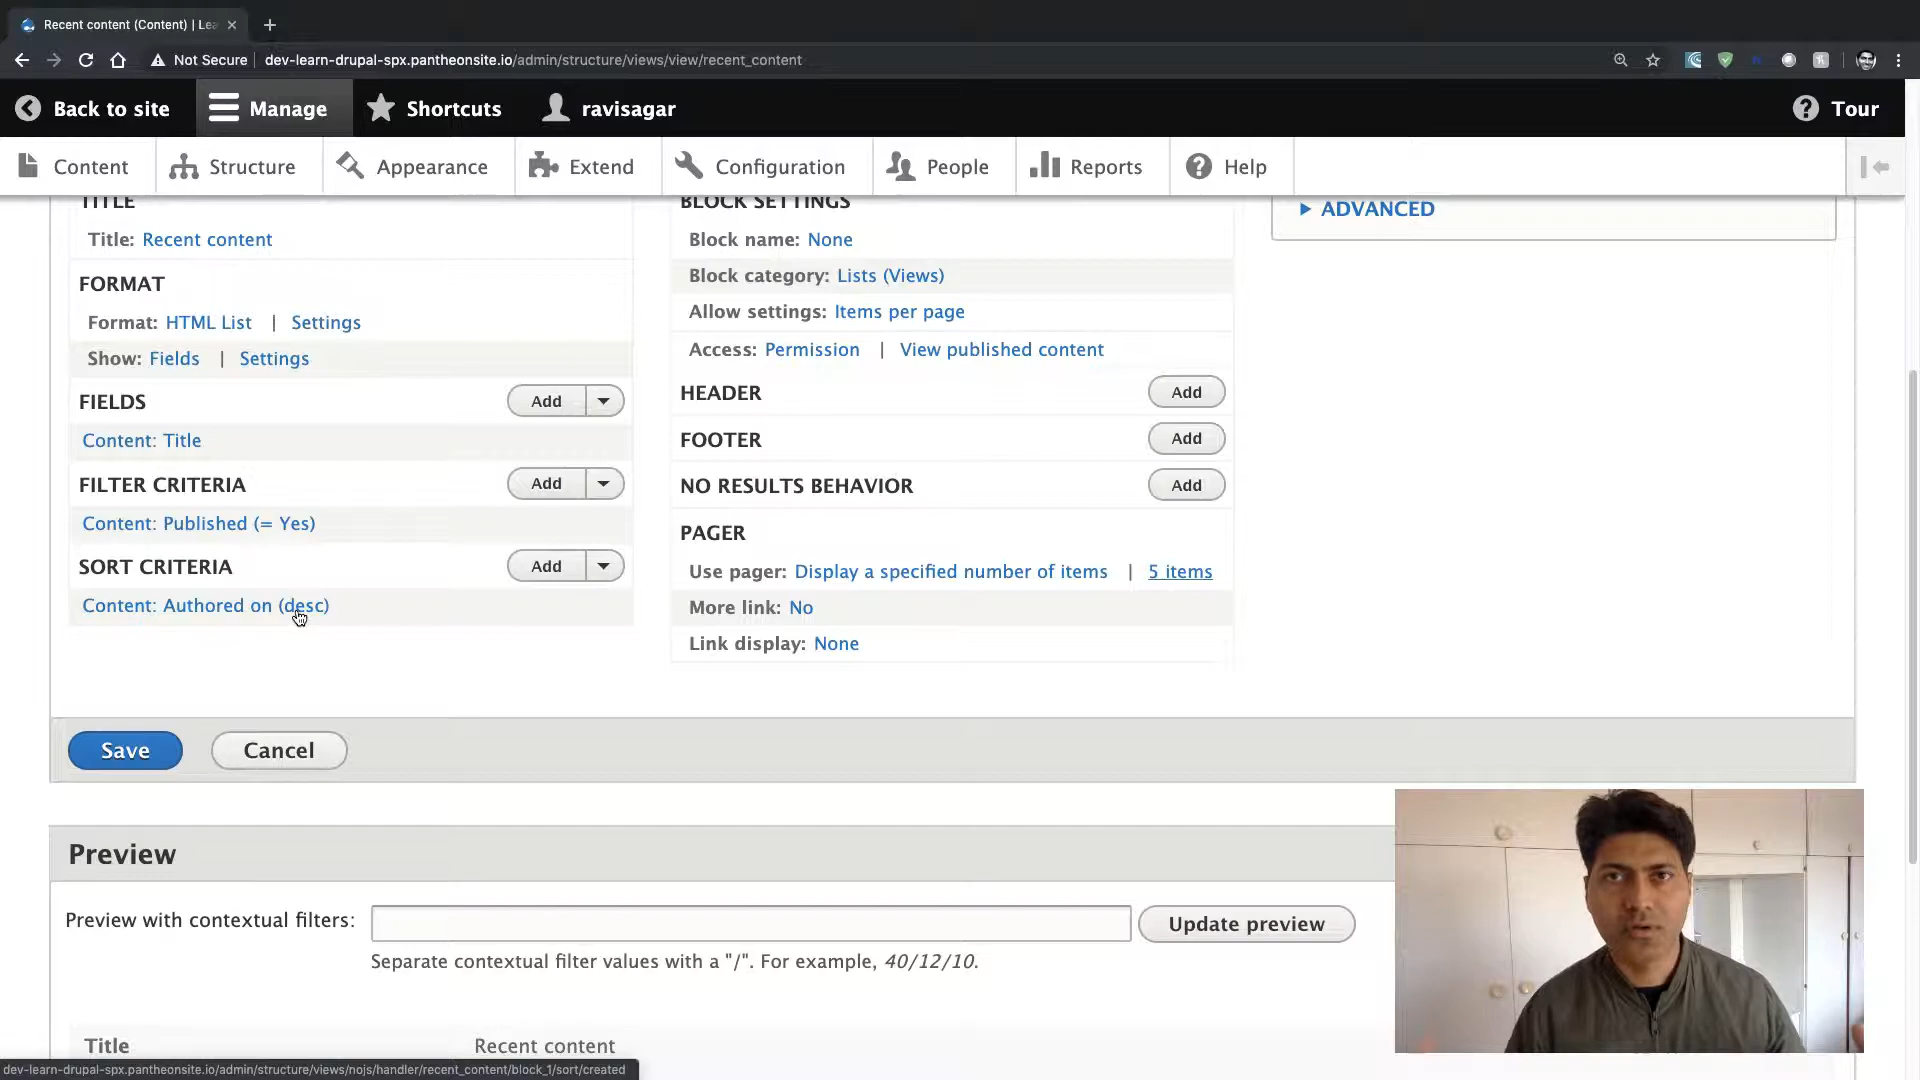 Recent content (Content) | Lea
Not Secure dev-learn-drupal-spx.pantheonsite.io/admin/structure/views/view/recent_content
Back to site Manage Shortcuts ravisagar Tour
Content Structure Appearance Extend Configuration People Reports Help
TITLE
Title: Recent content
FORMAT
Format: HTML List | Settings
Show: Fields | Settings
FIELDS Add
Content: Title
FILTER CRITERIA Add
Content: Published (= Yes)
SORT CRITERIA Add
Content: Authored on (desc)
BLOCK SETTINGS
Block name: None
Block category: Lists (Views)
Allow settings: Items per page
Access: Permission | View published content
HEADER Add
FOOTER Add
NO RESULTS BEHAVIOR Add
PAGER
Use pager: Display a specified number of items | 5 items
More link: No
Link display: None
ADVANCED
Save Cancel
Preview
Preview with contextual filters: Update preview
Separate contextual filter values with a "/". For example, 40/12/10.
Title Recent content
dev-learn-drupal-spx.pantheonsite.io/admin/structure/views/nojs/handler/recent_content/block_1/sort/created